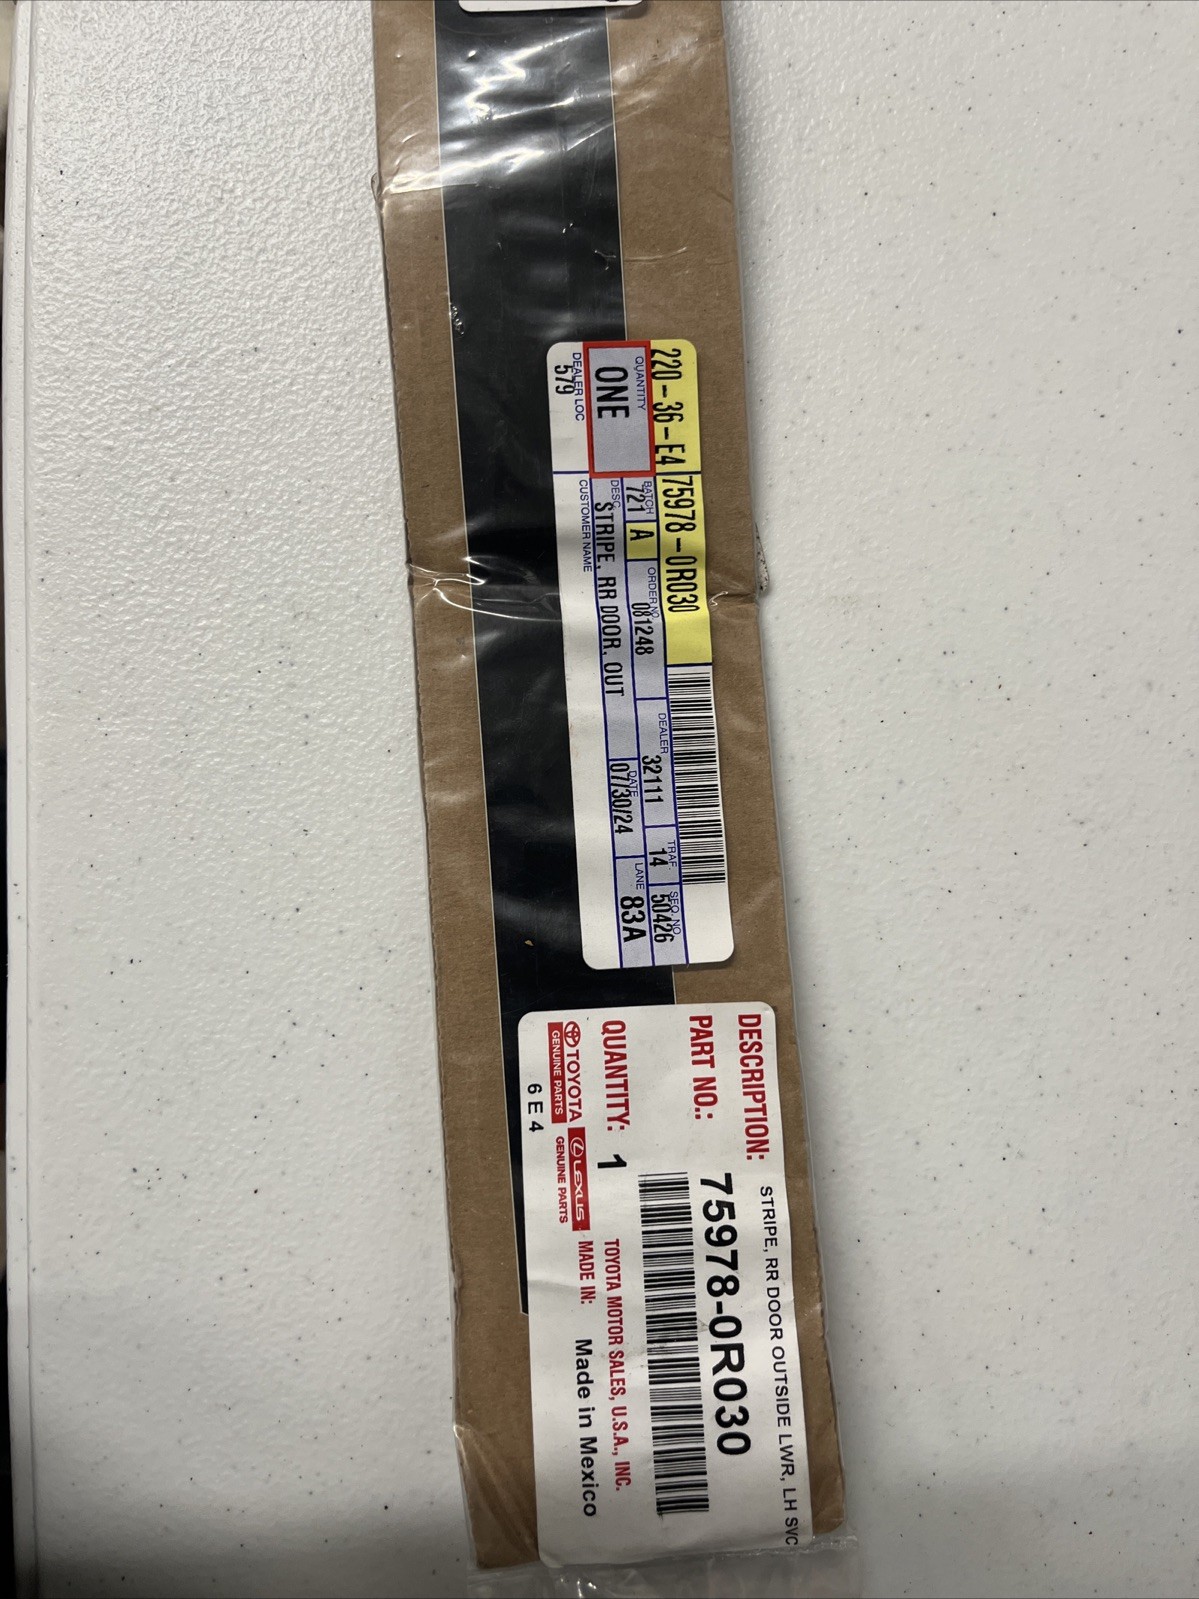 220-36-E4 75978-0R030
QUANTITY
ONE
BATCH
721 A
ORDER NO.
081248
DEALER
32111
TRAF.
14
SEQ. NO.
50426
DESC.
STRIPE, RR DOOR, OUT
DATE
07/30/24
LANE
83A
DEALER LOC
579
CUSTOMER NAME
DESCRIPTION: STRIPE, RR DOOR OUTSIDE LWR, LH SVC
PART NO.: 75978-0R030
QUANTITY: 1
TOYOTA MOTOR SALES, U.S.A., INC.
TOYOTA LEXUS
GENUINE PARTS GENUINE PARTS
MADE IN: Made in Mexico
6 E 4